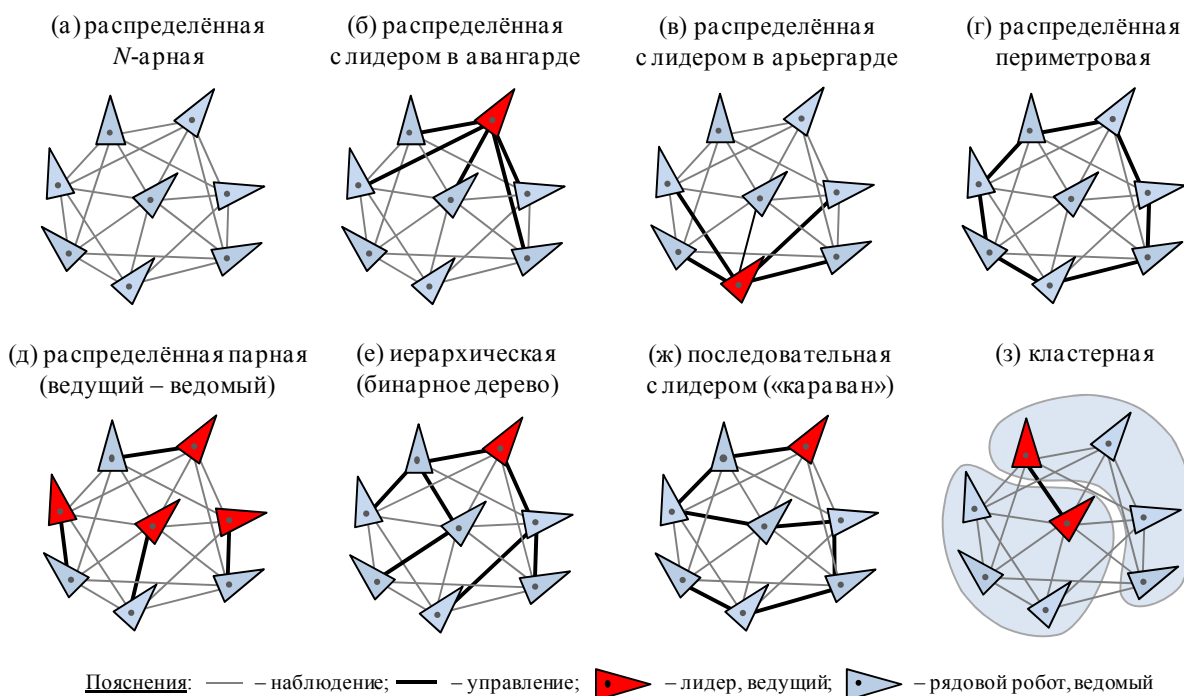 (а) распределённая
N-арная
(б) распределённая
с лидером в авангарде
(в) распределённая
с лидером в арьергарде
(г) распределённая
периметровая
(д) распределённая парная
(ведущий – ведомый)
(е) иерархическая
(бинарное дерево)
(ж) последовательная
с лидером («караван»)
(з) кластерная
Пояснения: – наблюдение; – управление; – лидер, ведущий; – рядовой робот, ведомый